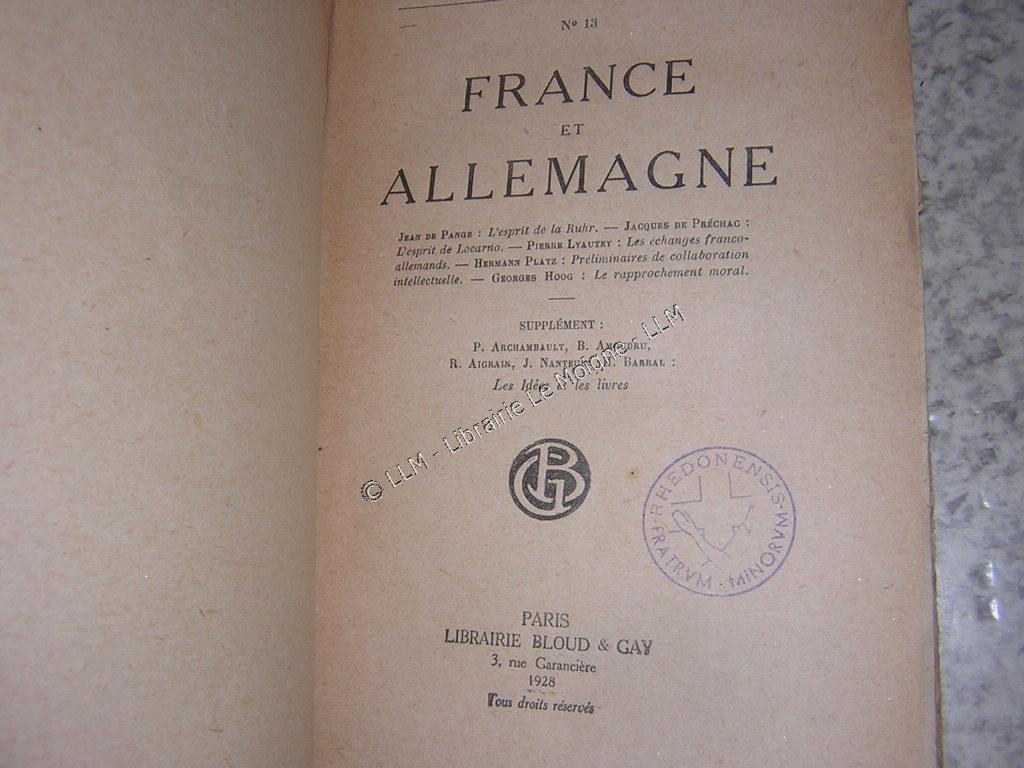 Nº 13
FRANCE
ET
ALLEMAGNE
JEAN DE PANGE : L'esprit de la Ruhr. — JACQUES DE PRÉCHAC :
L'esprit de Locarno. — PIERRE LYAUTEY : Les échanges franco-
allemands. — HERMANN PLATZ : Préliminaires de collaboration
intellectuelle. — GEORGES HOOG : Le rapprochement moral.
SUPPLÉMENT :
P. ARCHAMBAULT, B. AMOUDRU,
R. AIGRAIN, J. BARRAL :
Les Idées et les livres
© LLM - Librairie Le Moigne - LLM
BG
RHEDONENSIS
FRATRVM - MINORVM
PARIS
LIBRAIRIE BLOUD & GAY
3, rue Garancière
1928
Tous droits réservés